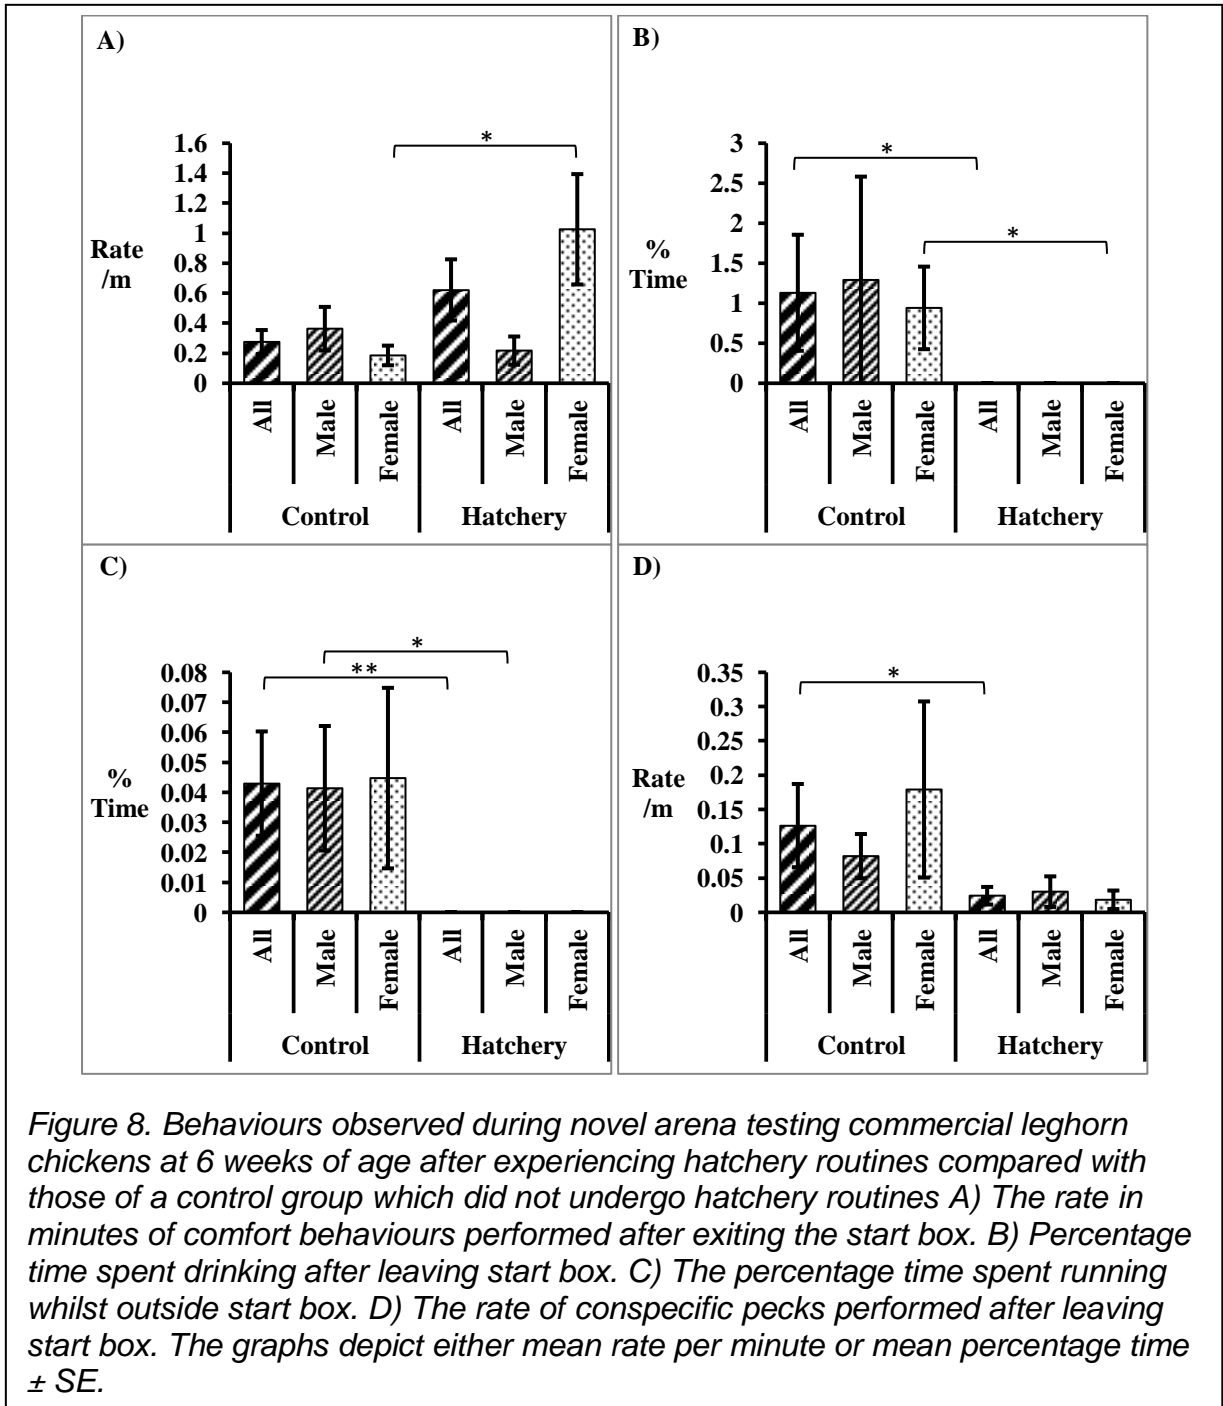 A)
*
1.6
1.4
1.2
1
0.8
0.6
0.4
0.2
0
Rate
/m
All
Male
Female
All
Male
Female
Control
Hatchery
B)
*
*
3
2.5
2
1.5
1
0.5
0
%
Time
All
Male
Female
All
Male
Female
Control
Hatchery
C)
*
**
0.08
0.07
0.06
0.05
0.04
0.03
0.02
0.01
0
%
Time
All
Male
Female
All
Male
Female
Control
Hatchery
D)
*
0.35
0.3
0.25
0.2
0.15
0.1
0.05
0
Rate
/m
All
Male
Female
All
Male
Female
Control
Hatchery
Figure 8. Behaviours observed during novel arena testing commercial leghorn
chickens at 6 weeks of age after experiencing hatchery routines compared with
those of a control group which did not undergo hatchery routines A) The rate in
minutes of comfort behaviours performed after exiting the start box. B) Percentage
time spent drinking after leaving start box. C) The percentage time spent running
whilst outside start box. D) The rate of conspecific pecks performed after leaving
start box. The graphs depict either mean rate per minute or mean percentage time
± SE.